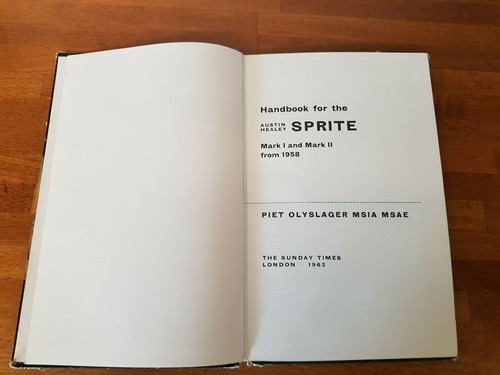 Handbook for the
AUSTIN
HEALEY SPRITE
Mark I and Mark II
from 1958
PIET OLYSLAGER MSIA MSAE
THE SUNDAY TIMES
LONDON · 1962